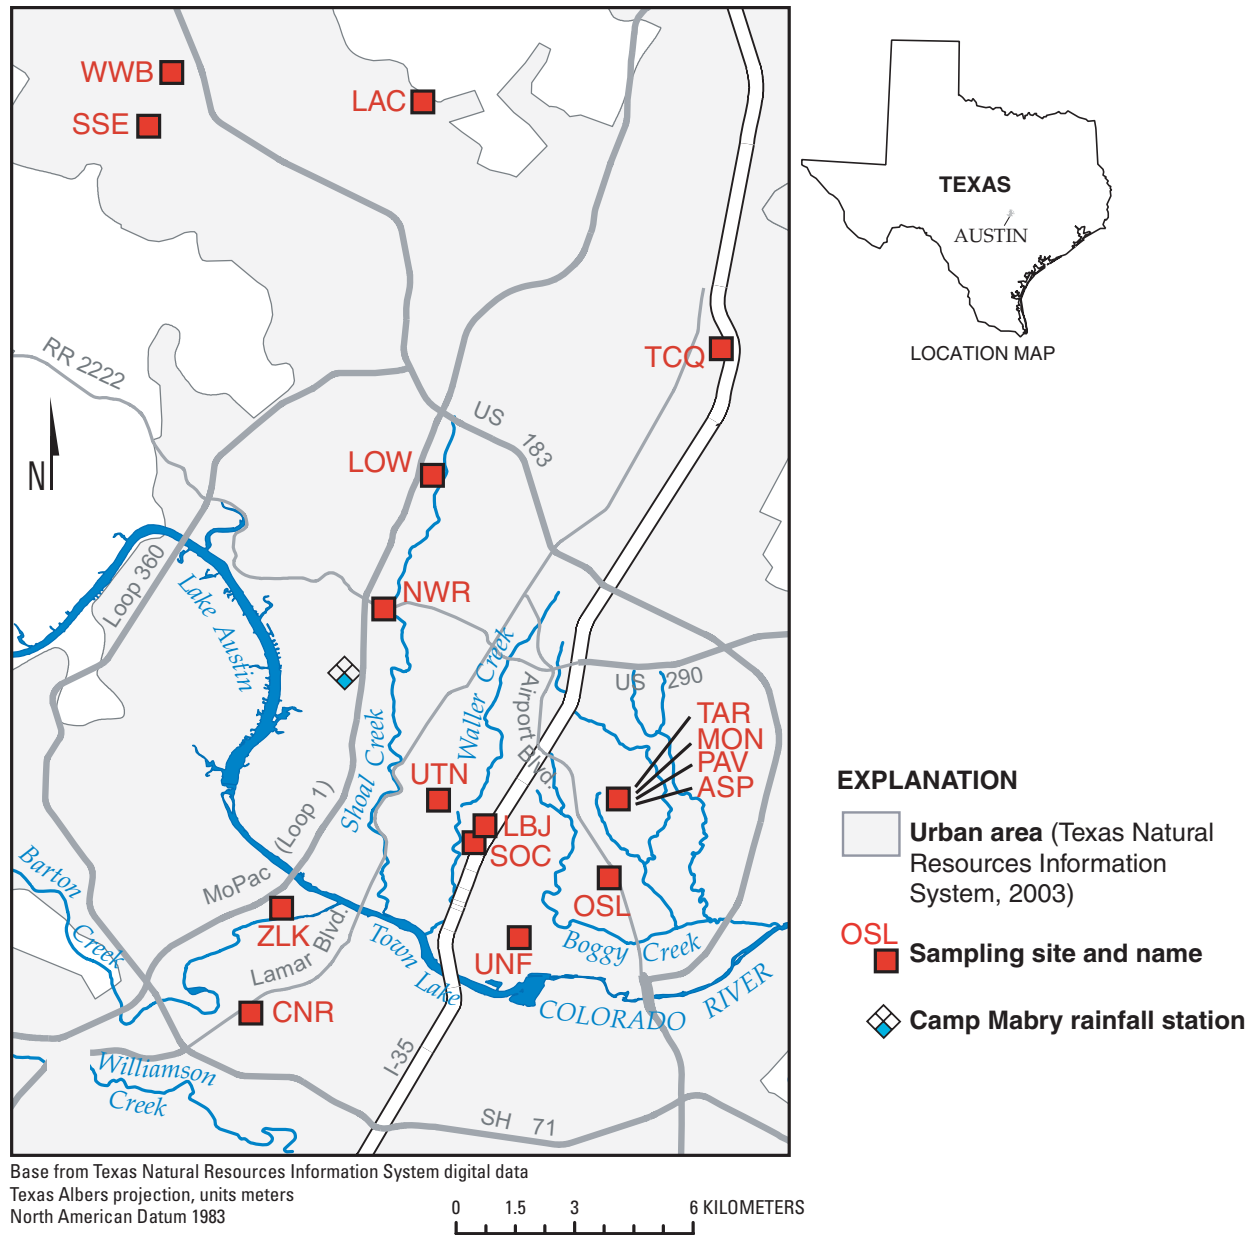 WWB
SSE
LAC
TEXAS
AUSTIN
LOCATION MAP
TCQ
RR 2222
US 183
N
LOW
Loop 360
Lake Austin
NWR
Waller Creek
US 290
Airport Blvd.
TAR
MON
PAV
ASP
Shoal Creek
UTN
MoPac (Loop 1)
LBJ
SOC
OSL
Barton
Creek
ZLK
Lamar Blvd.
Town Lake
UNF
Boggy Creek
COLORADO RIVER
CNR
I-35
Williamson
Creek
SH 71
EXPLANATION
Urban area (Texas Natural
Resources Information
System, 2003)
OSL
Sampling site and name
Camp Mabry rainfall station
Base from Texas Natural Resources Information System digital data
Texas Albers projection, units meters
North American Datum 1983
0 1.5 3 6 KILOMETERS